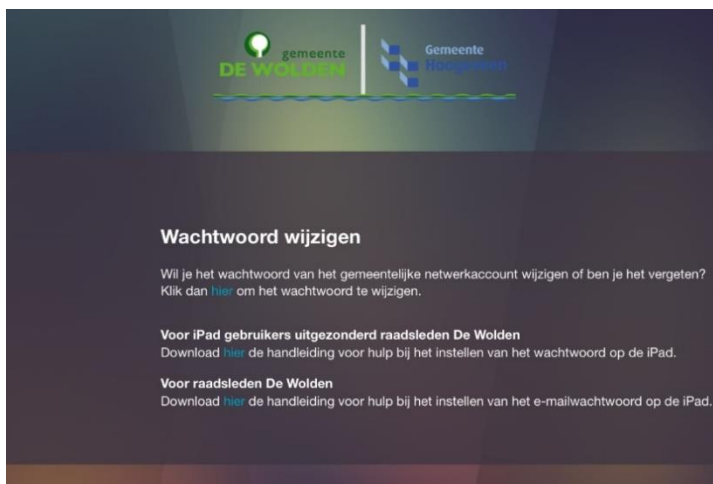 gemeente
DE WOLDEN
Gemeente
Hoogeveen
Wachtwoord wijzigen
Wil je het wachtwoord van het gemeentelijke netwerkaccount wijzigen of ben je het vergeten?
Klik dan hier om het wachtwoord te wijzigen.
Voor iPad gebruikers uitgezonderd raadsleden De Wolden
Download hier de handleiding voor hulp bij het instellen van het wachtwoord op de iPad.
Voor raadsleden De Wolden
Download hier de handleiding voor hulp bij het instellen van het e-mailwachtwoord op de iPad.